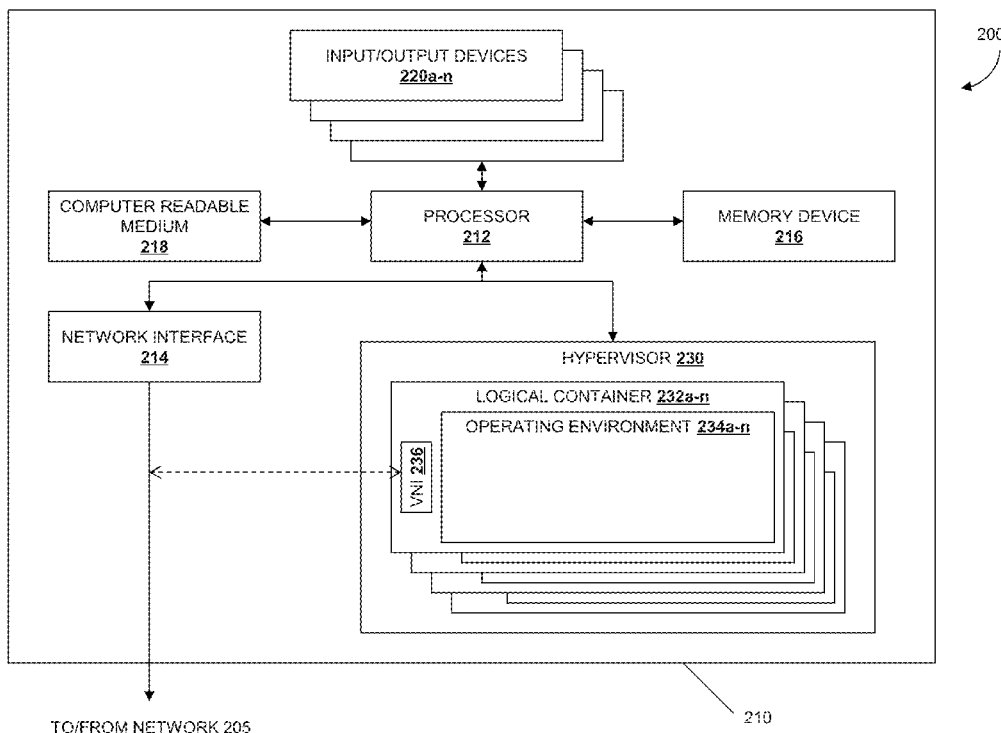 200
INPUT/OUTPUT DEVICES
220a-n
COMPUTER READABLE
MEDIUM
218
PROCESSOR
212
MEMORY DEVICE
216
NETWORK INTERFACE
214
HYPERVISOR 230
LOGICAL CONTAINER 232a-n
OPERATING ENVIRONMENT 234a-n
VNI 236
210
TO/FROM NETWORK 205